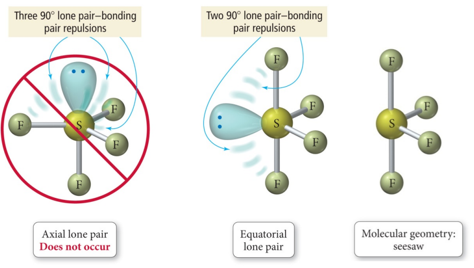 Three 90° lone pair–bonding
pair repulsions
F
S
F
F
F
Axial lone pair
Does not occur
Two 90° lone pair–bonding
pair repulsions
F
S
F
F
F
Equatorial
lone pair
F
S
F
F
F
Molecular geometry:
seesaw